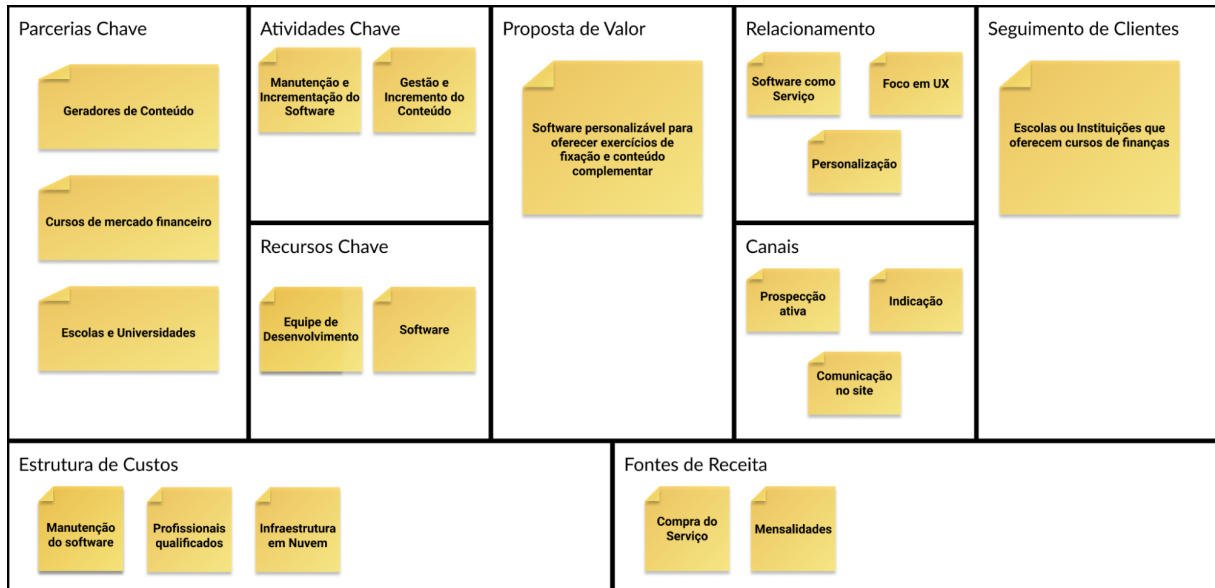 Parcerias Chave
Geradores de Conteúdo
Cursos de mercado financeiro
Escolas e Universidades
Atividades Chave
Manutenção e
Incrementação do
Software
Gestão e
Incremento do
Conteúdo
Recursos Chave
Equipe de
Desenvolvimento
Software
Proposta de Valor
Software personalizável para
oferecer exercícios de
fixação e conteúdo
complementar
Relacionamento
Software como
Serviço
Foco em UX
Personalização
Canais
Prospecção
ativa
Indicação
Comunicação
no site
Seguimento de Clientes
Escolas ou Instituições que
oferecem cursos de finanças
Estrutura de Custos
Manutenção
do software
Profissionais
qualificados
Infraestrutura
em Nuvem
Fontes de Receita
Compra do
Serviço
Mensalidades